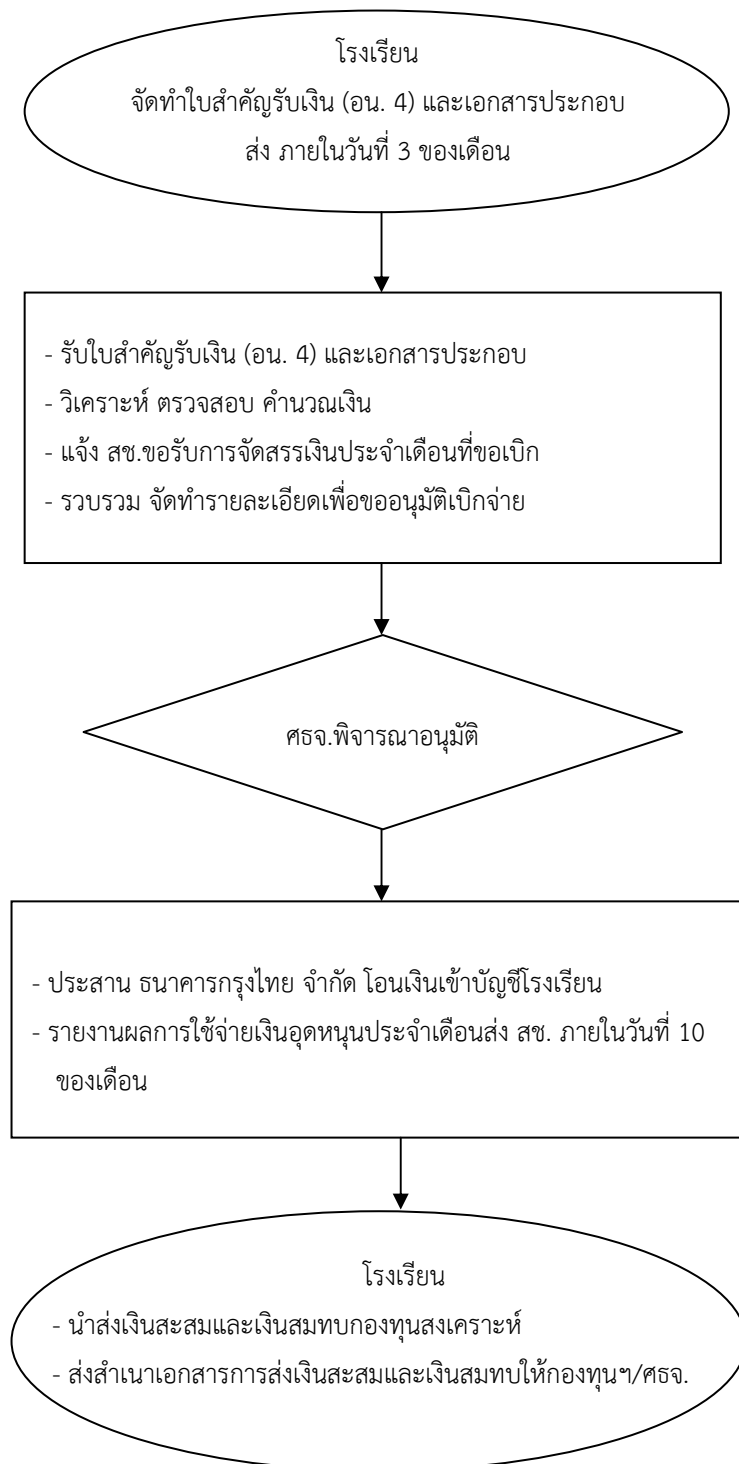 โรงเรียน
จัดทำใบสำคัญรับเงิน (อน. 4) และเอกสารประกอบ
ส่ง ภายในวันที่ 3 ของเดือน
- รับใบสำคัญรับเงิน (อน. 4) และเอกสารประกอบ
- วิเคราะห์ ตรวจสอบ คำนวณเงิน
- แจ้ง สช.ขอรับการจัดสรรเงินประจำเดือนที่ขอเบิก
- รวบรวม จัดทำรายละเอียดเพื่อขออนุมัติเบิกจ่าย
ศธจ.พิจารณาอนุมัติ
- ประสาน ธนาคารกรุงไทย จำกัด โอนเงินเข้าบัญชีโรงเรียน
- รายงานผลการใช้จ่ายเงินอุดหนุนประจำเดือนส่ง สช. ภายในวันที่ 10
ของเดือน
โรงเรียน
- นำส่งเงินสะสมและเงินสมทบกองทุนสงเคราะห์
- ส่งสำเนาเอกสารการส่งเงินสะสมและเงินสมทบให้กองทุนฯ/ศธจ.